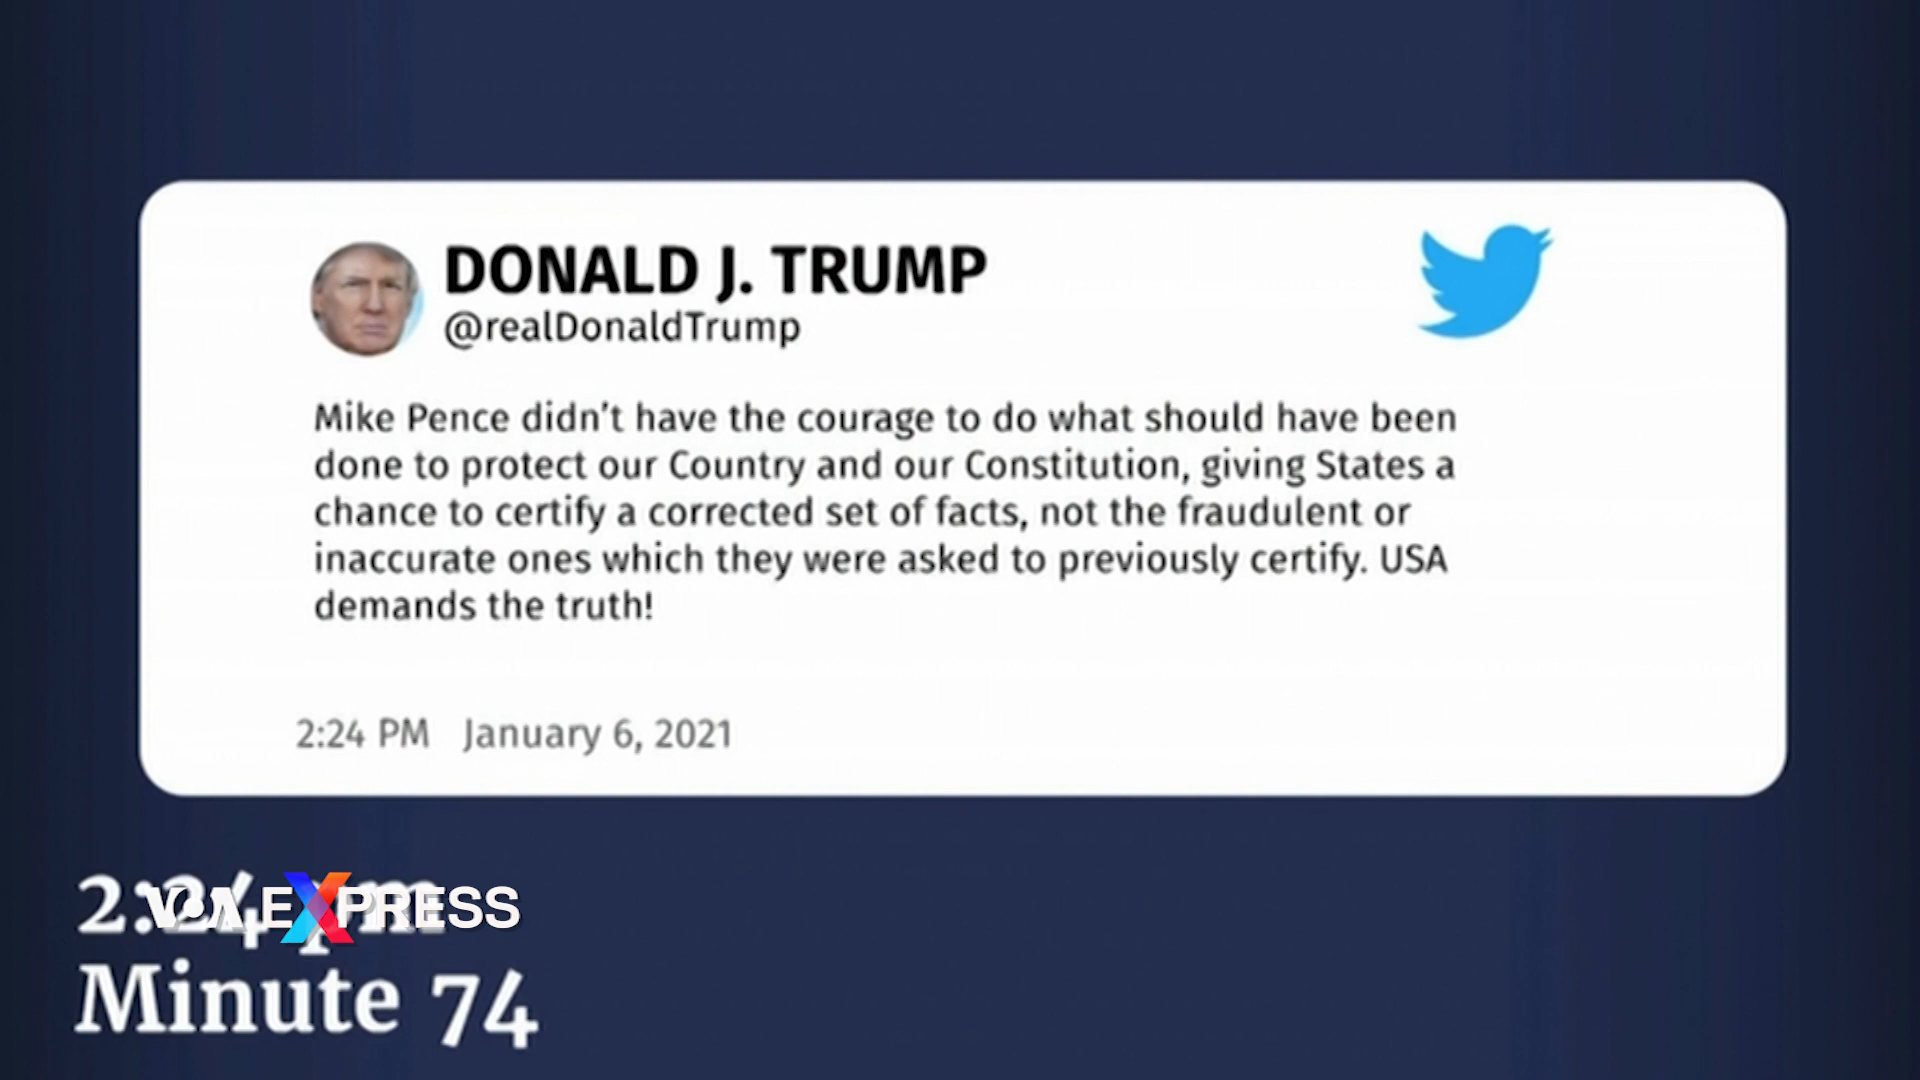 DONALD J. TRUMP
@realDonaldTrump
Mike Pence didn't have the courage to do what should have been
done to protect our Country and our Constitution, giving States a
chance to certify a corrected set of facts, not the fraudulent or
inaccurate ones which they were asked to previously certify. USA
demands the truth!
2:24 PM January 6, 2021
2:24 pm
VOA EXPRESS
Minute 74